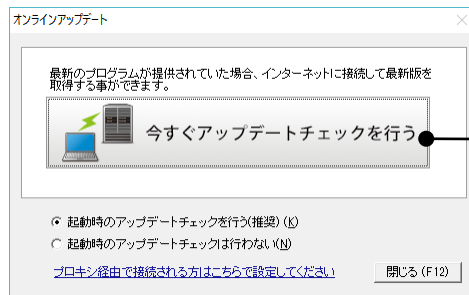 オンラインアップデート
最新のプログラムが提供されていた場合、インターネットに接続して最新版を
取得する事ができます。
今すぐアップデートチェックを行う
起動時のアップデートチェックを行う(推奨)(K)
起動時のアップデートチェックは行わない(N)
プロキシ経由で接続される方はこちらで設定してください
閉じる(F12)